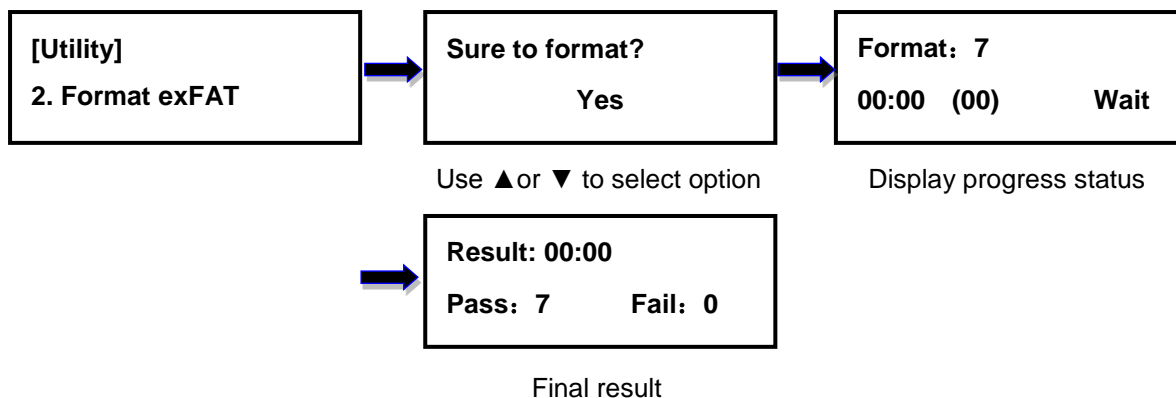 [Utility]
2. Format exFAT
Sure to format?
Yes
Use ▲or ▼ to select option
Format：7
00:00 (00) Wait
Display progress status
Result: 00:00
Pass：7 Fail：0
Final result